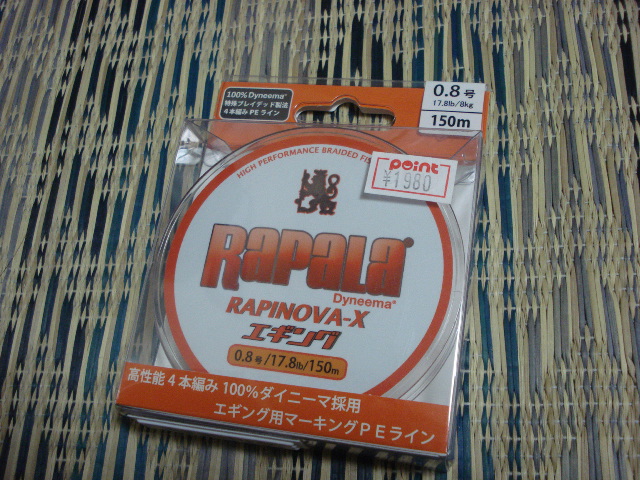 100% Dyneema®
特殊ブレイデッド製法
4本編みPEライン
0.8号
17.8lb/8kg
150m
HIGH PERFORMANCE BRAIDED
point
¥1980
RAPALA®
Dyneema®
RAPINOVA-X
エギング
0.8号/17.8lb/150m
高性能4本編み100%ダイニーマ採用
エギング用マーキングPEライン